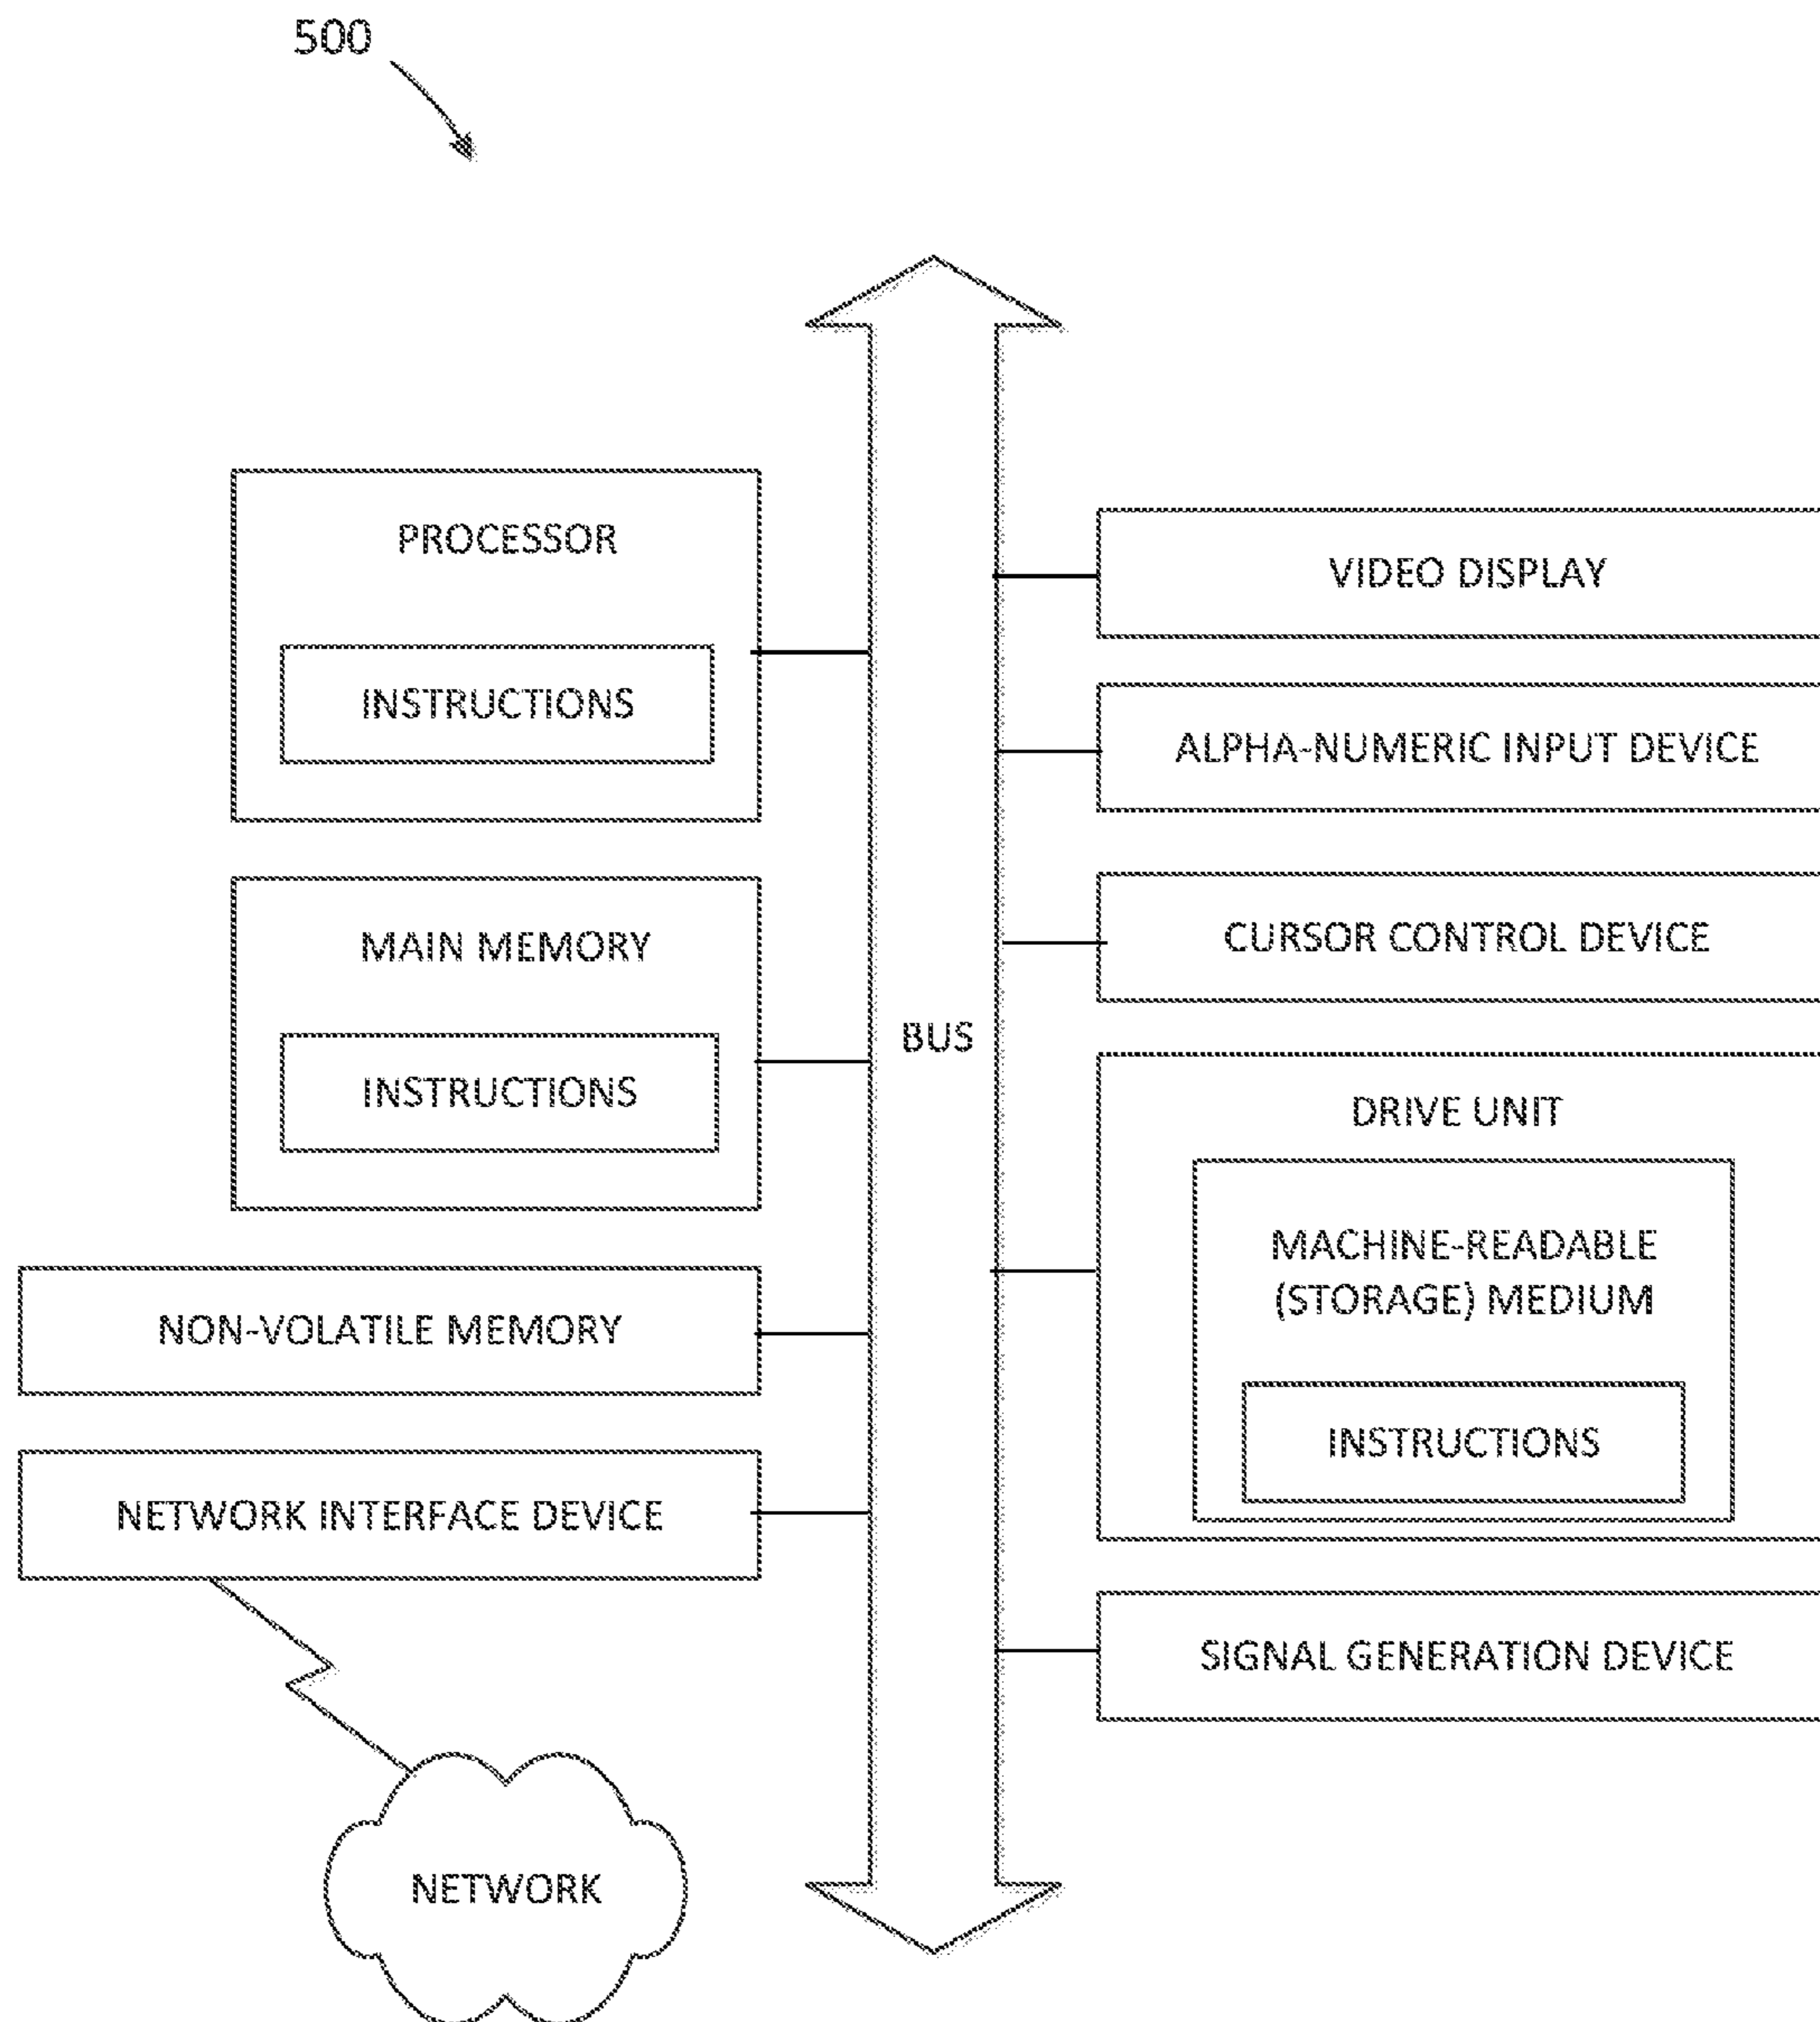 500
PROCESSOR
INSTRUCTIONS
MAIN MEMORY
INSTRUCTIONS
NON-VOLATILE MEMORY
NETWORK INTERFACE DEVICE
NETWORK
BUS
VIDEO DISPLAY
ALPHA-NUMERIC INPUT DEVICE
CURSOR CONTROL DEVICE
DRIVE UNIT
MACHINE-READABLE
(STORAGE) MEDIUM
INSTRUCTIONS
SIGNAL GENERATION DEVICE